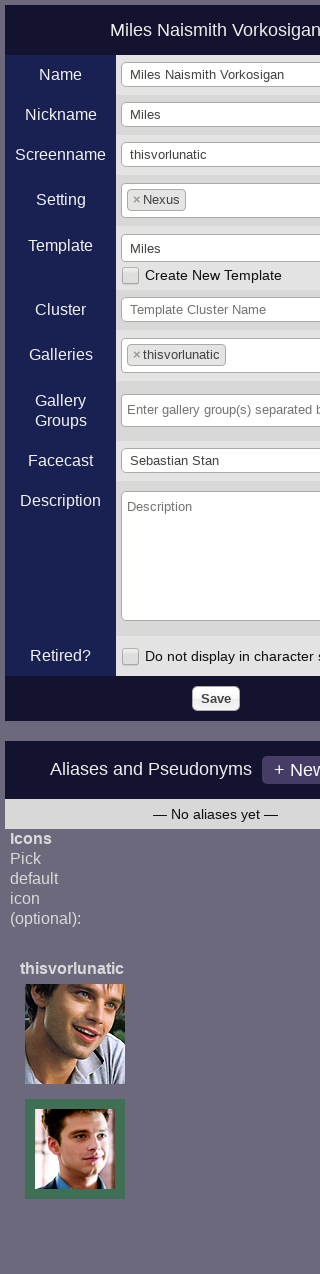 Miles Naismith Vorkosigan
Name
Miles Naismith Vorkosigan
Nickname
Miles
Screenname
thisvorlunatic
Setting
× Nexus
Template
Miles
Create New Template
Cluster
Template Cluster Name
Galleries
× thisvorlunatic
Gallery
Groups
Enter gallery group(s) separated
Facecast
Sebastian Stan
Description
Description
Retired?
Do not display in character
Save
Aliases and Pseudonyms
+ New
— No aliases yet —
Icons
Pick
default
icon
(optional):
thisvorlunatic